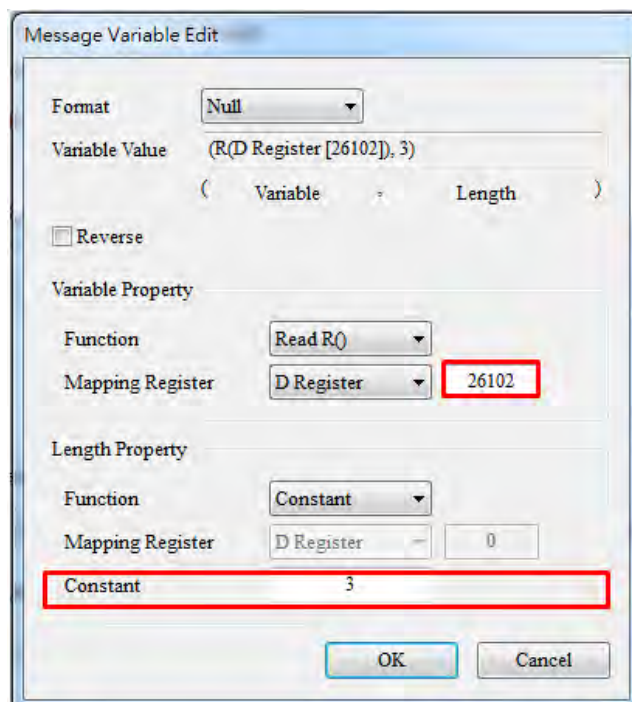 Message Variable Edit
Format Null
Variable Value (R(D Register [26102]), 3)
( Variable , Length )
Reverse
Variable Property
Function Read R()
Mapping Register D Register 26102
Length Property
Function Constant
Mapping Register D Register 0
Constant 3
OK Cancel